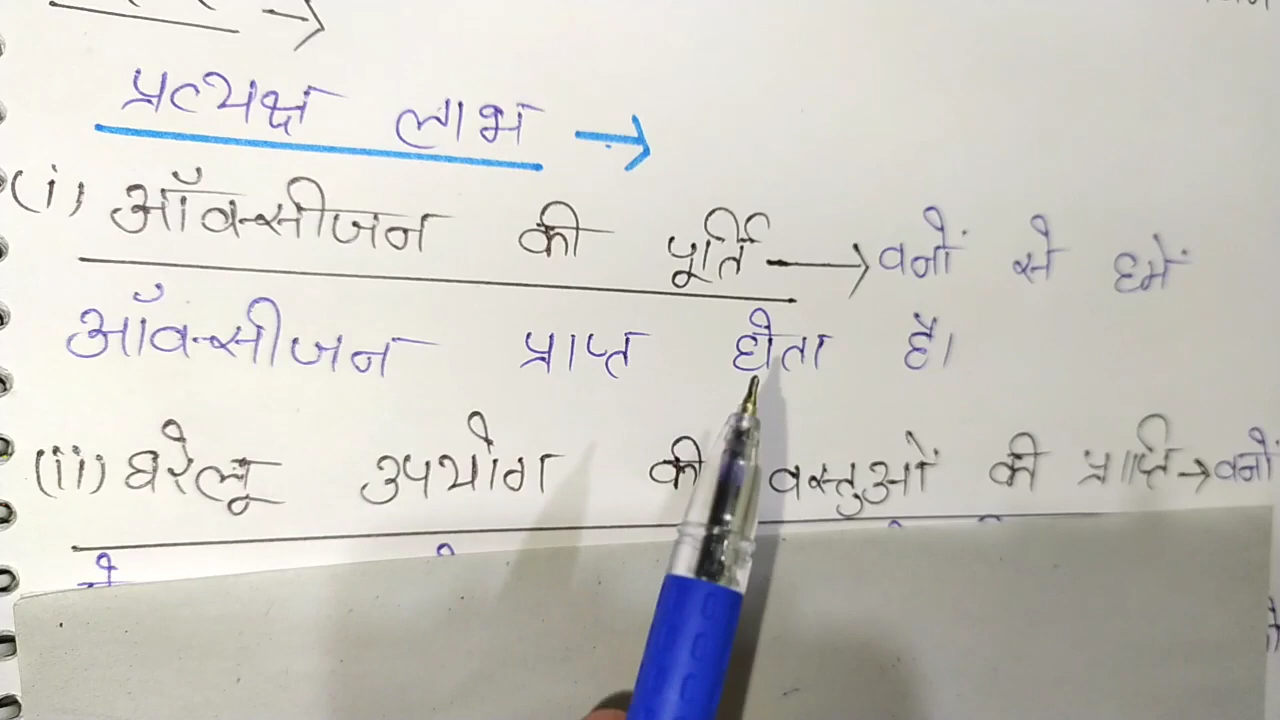 प्रत्यक्ष लाभ →
(i) ऑक्सीजन की पूर्ति → वनों से हमें
ऑक्सीजन प्राप्त होता है।
(ii) घरेलू उपयोग की वस्तुओं की प्राप्ति → वनों